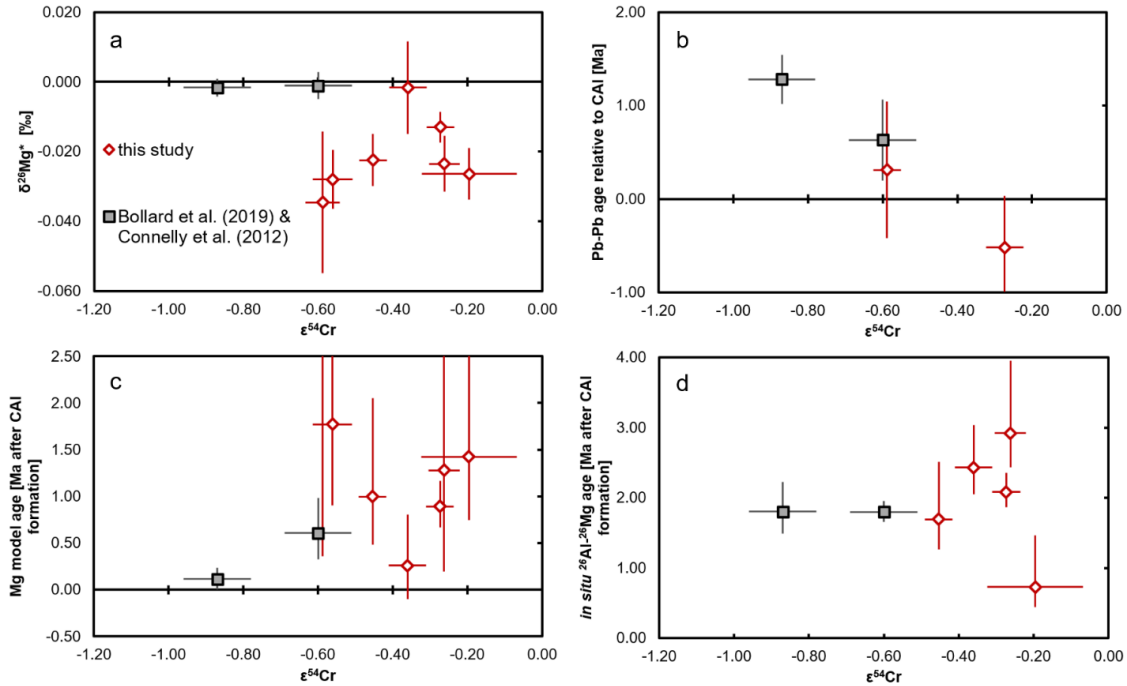 a
0.020
0.000
-0.020
-0.040
-0.060
δ²⁶Mg* [‰]
this study
Bollard et al. (2019) &
Connelly et al. (2012)
-1.20 -1.00 -0.80 -0.60 -0.40 -0.20 0.00
ε⁵⁴Cr
b
2.00
1.00
0.00
-1.00
Pb-Pb age relative to CAI [Ma]
-1.20 -1.00 -0.80 -0.60 -0.40 -0.20 0.00
ε⁵⁴Cr
c
2.50
2.00
1.50
1.00
0.50
0.00
-0.50
Mg model age [Ma after CAI
formation]
-1.20 -1.00 -0.80 -0.60 -0.40 -0.20 0.00
ε⁵⁴Cr
d
4.00
3.00
2.00
1.00
0.00
in situ ²⁶Al-²⁶Mg age [Ma after CAI
formation]
-1.20 -1.00 -0.80 -0.60 -0.40 -0.20 0.00
ε⁵⁴Cr